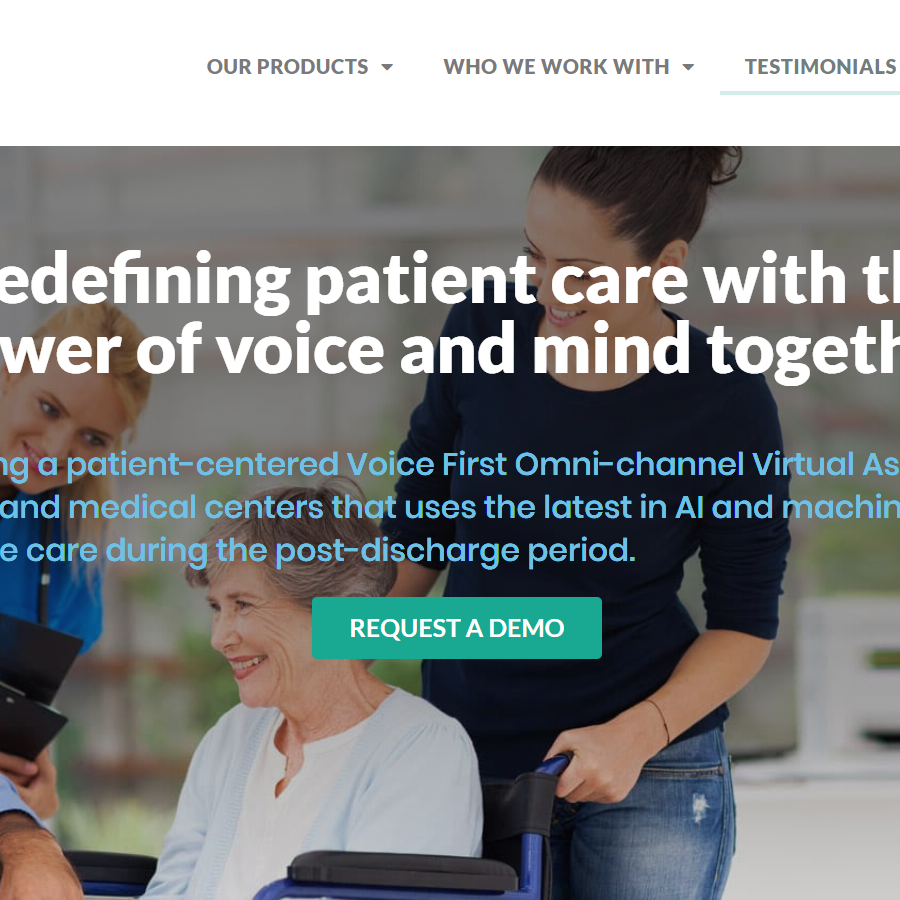 OUR PRODUCTS WHO WE WORK WITH TESTIMONIALS
edefining patient care with th
wer of voice and mind togeth
ng a patient-centered Voice First Omni-channel Virtual As
and medical centers that uses the latest in AI and machin
e care during the post-discharge period.
REQUEST A DEMO